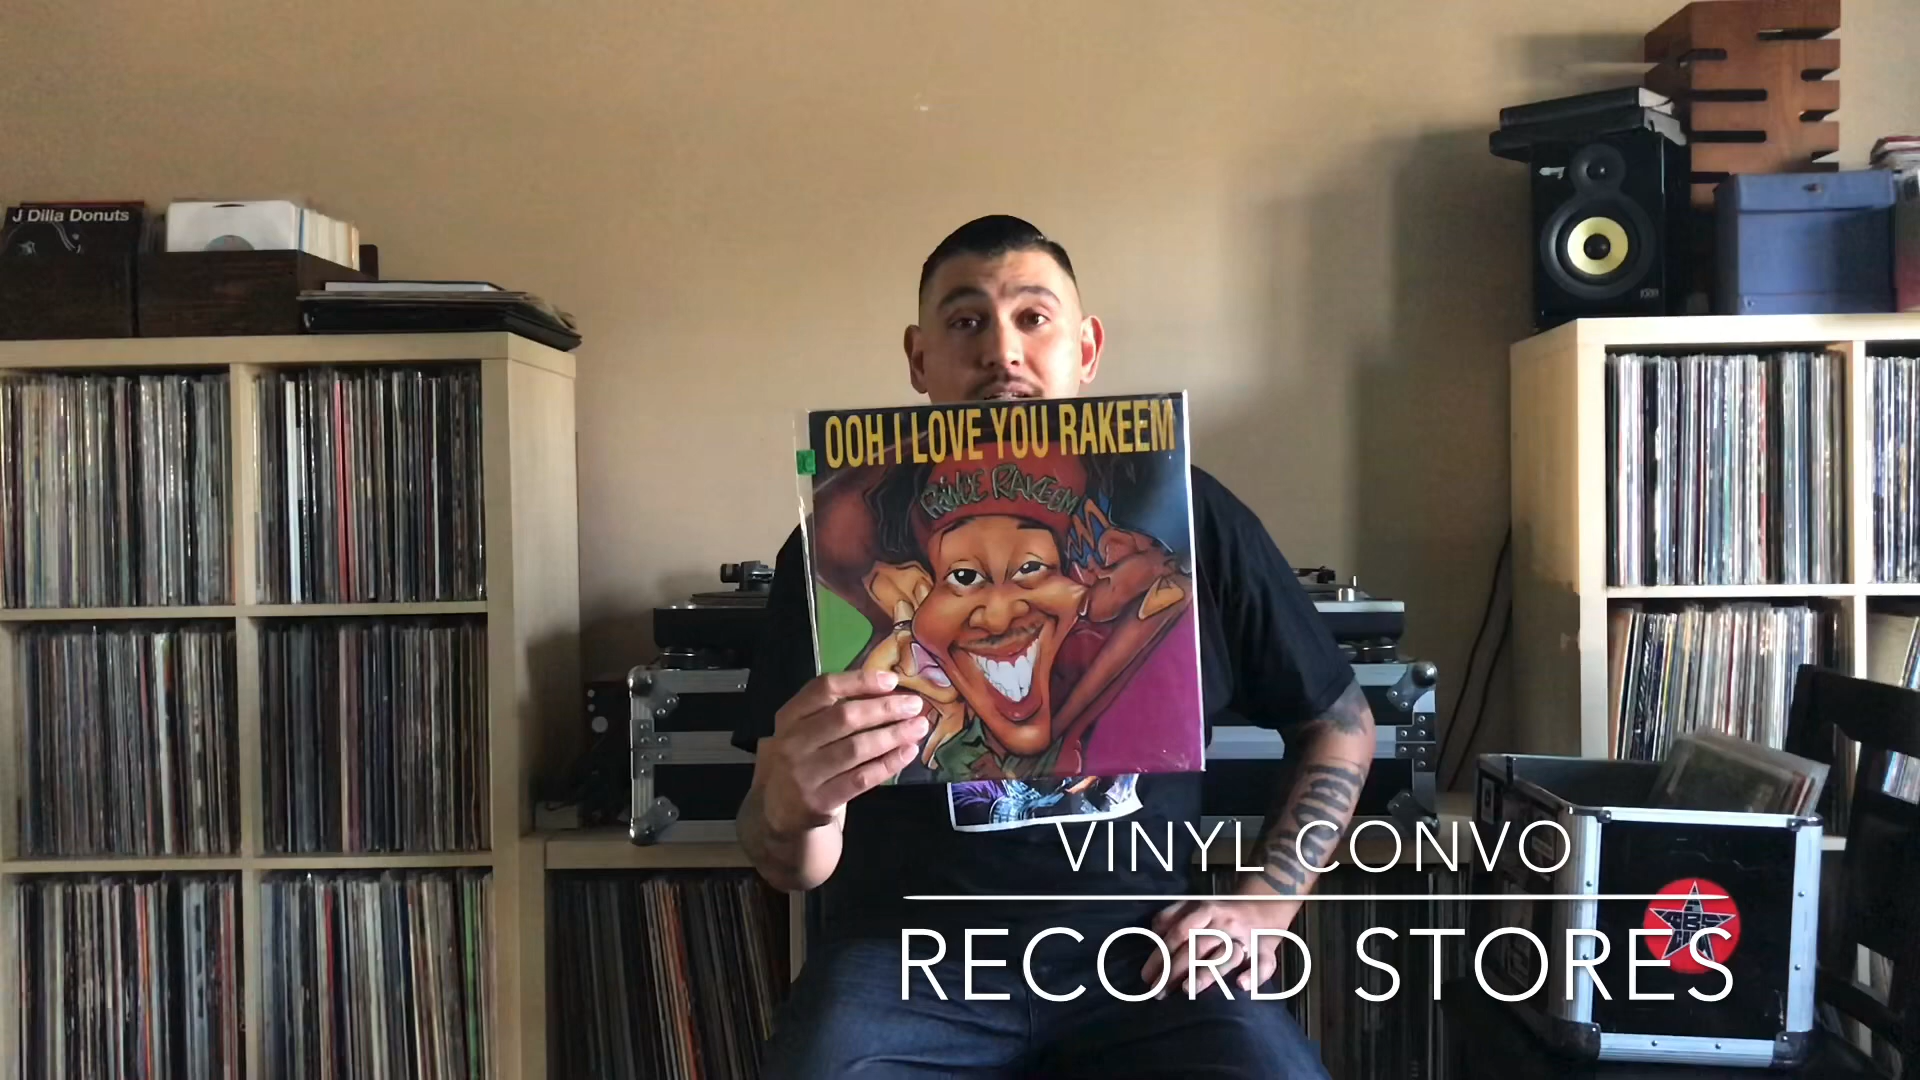 J Dilla Donuts
OOH I LOVE YOU RAKEEM
PRINCE RAKEEM
VINYL CONVO
RECORD STORES